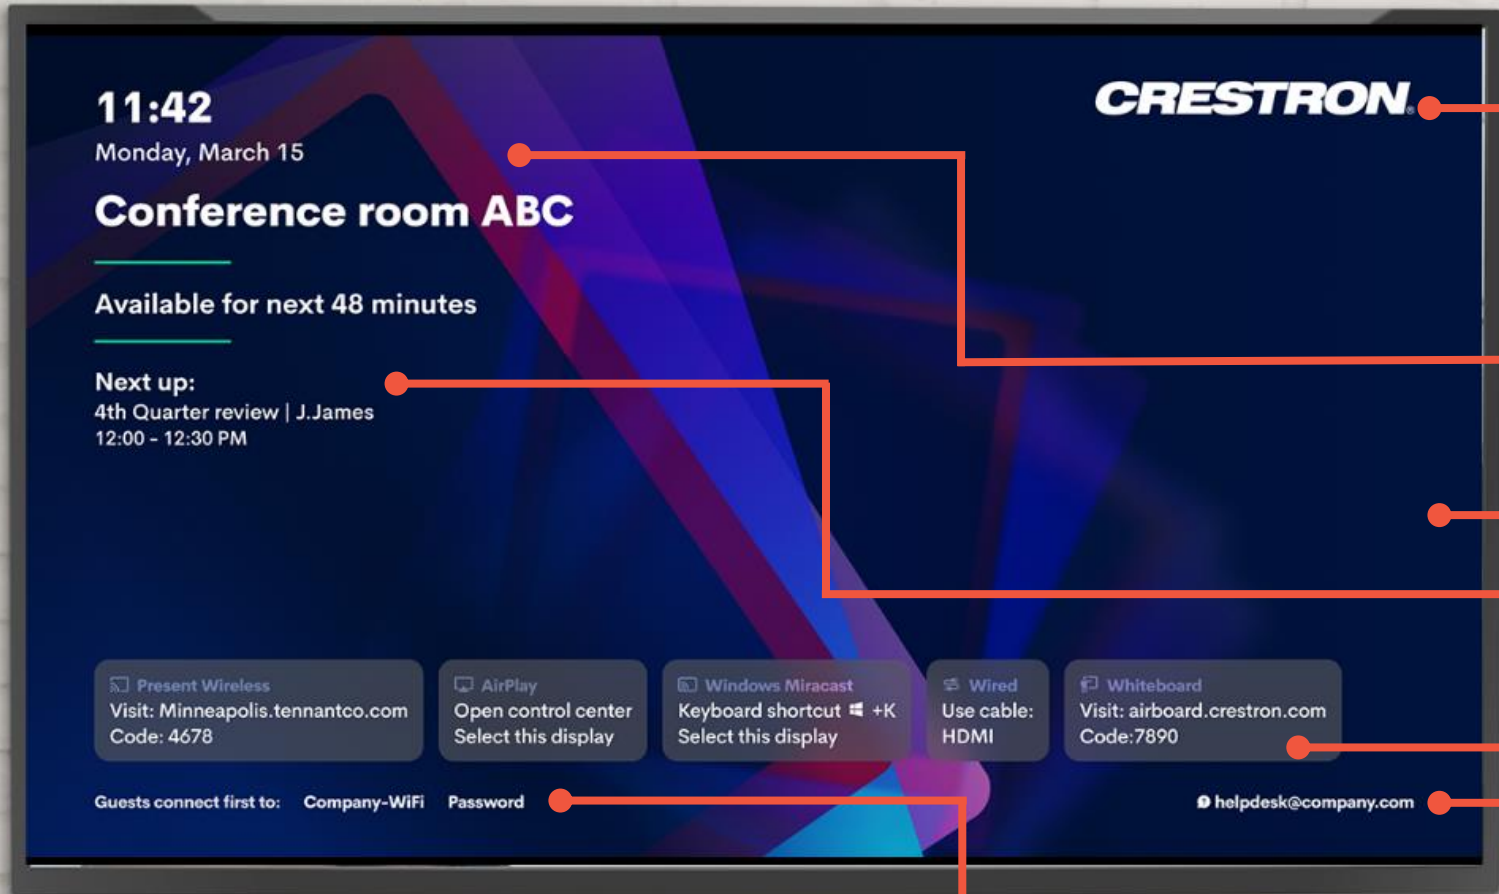 11:42
Monday, March 15
CRESTRON®
Conference room ABC
Available for next 48 minutes
Next up:
4th Quarter review | J.James
12:00 - 12:30 PM
Present Wireless
Visit: Minneapolis.tennantco.com
Code: 4678
AirPlay
Open control center
Select this display
Windows Miracast
Keyboard shortcut +K
Select this display
Wired
Use cable:
HDMI
Whiteboard
Visit: airboard.crestron.com
Code:7890
Guests connect first to: Company-WiFi Password
helpdesk@company.com